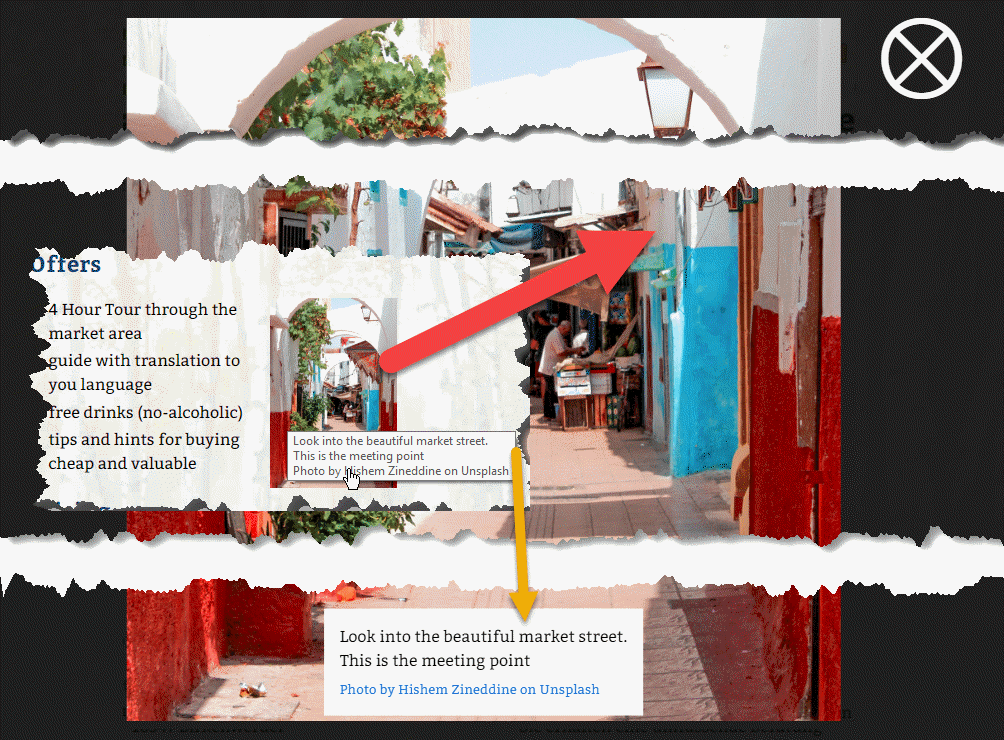 Offers
4 Hour Tour through the
market area
guide with translation to
you language
free drinks (no-alcoholic)
tips and hints for buying
cheap and valuable
Look into the beautiful market street.
This is the meeting point
Photo by Hishem Zineddine on Unsplash
Look into the beautiful market street.
This is the meeting point
Photo by Hishem Zineddine on Unsplash